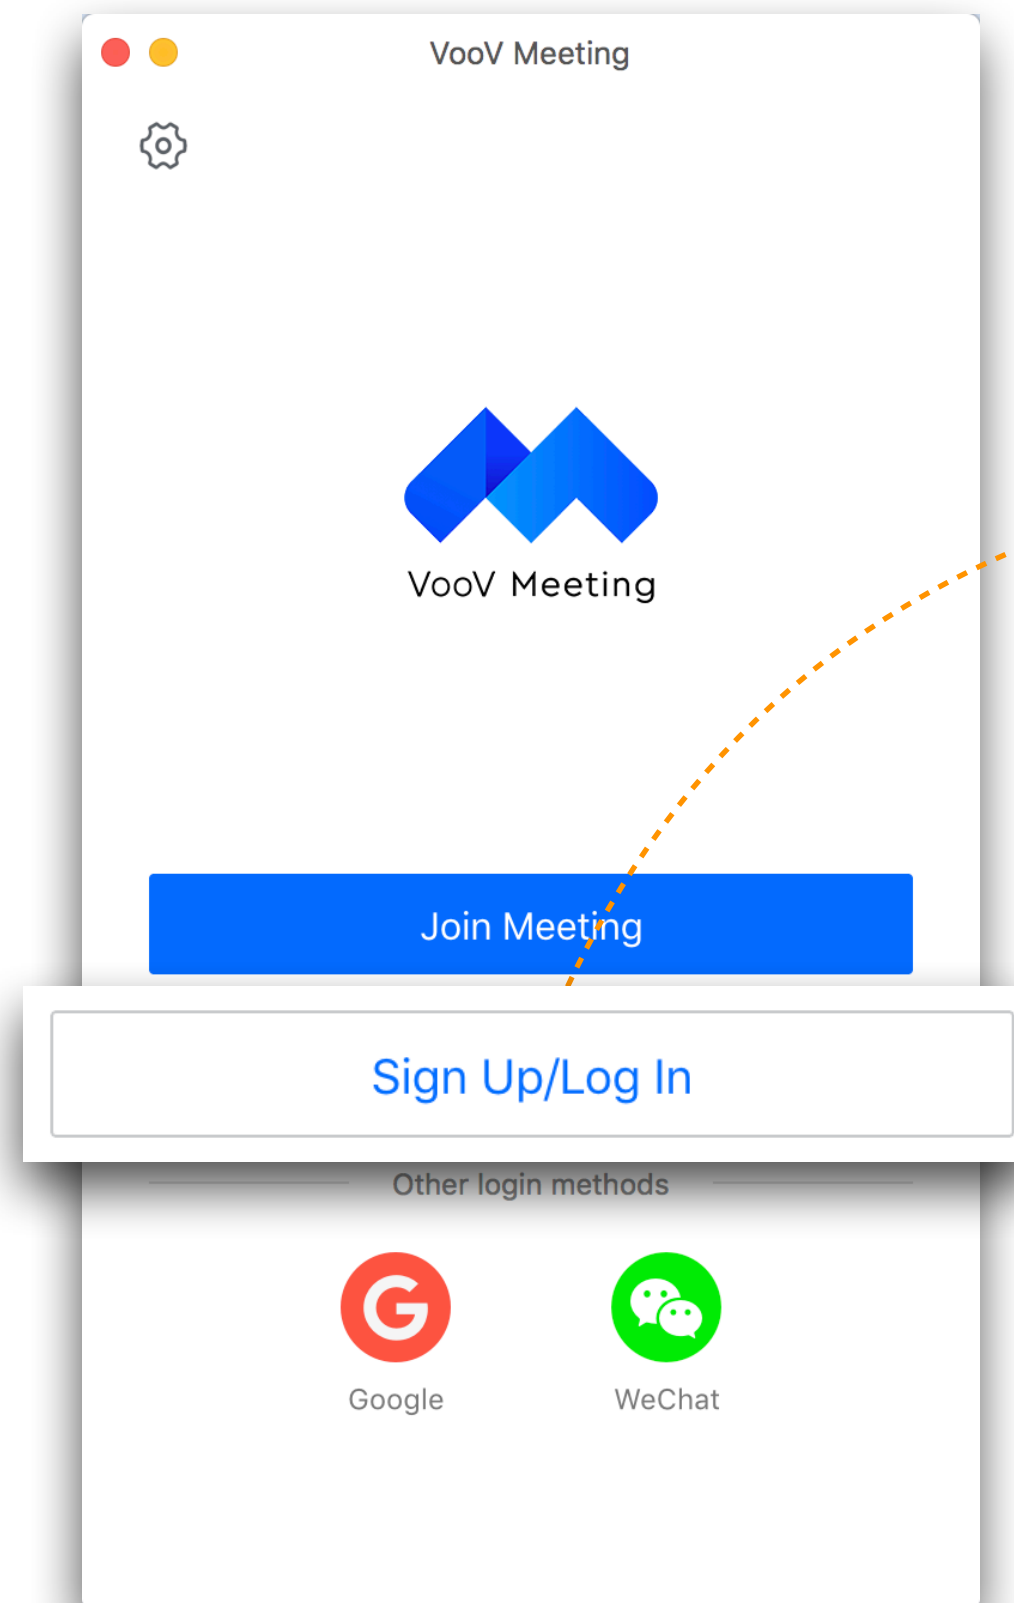 VooV Meeting
VooV Meeting
Join Meeting
Sign Up/Log In
Other login methods
Google
WeChat